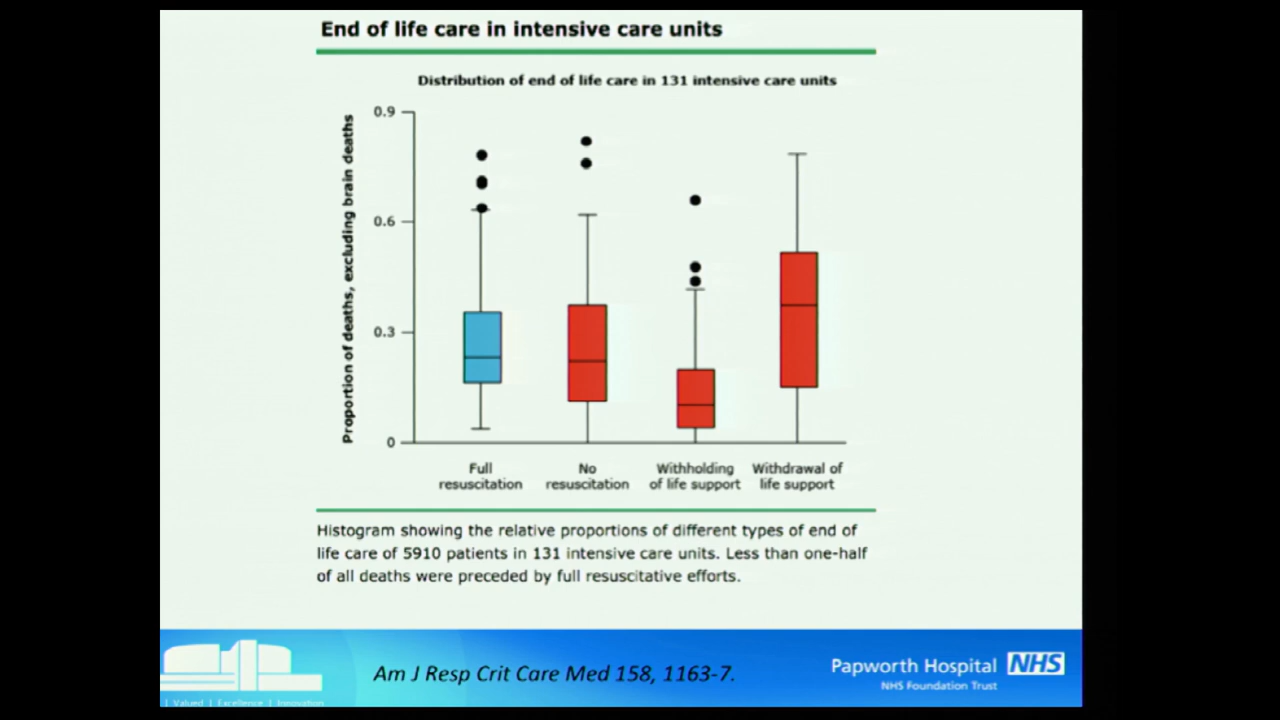 End of life care in intensive care units
Distribution of end of life care in 131 intensive care units
Proportion of deaths, excluding brain deaths
0.9
0.6
0.3
0
Full
resuscitation
No
resuscitation
Withholding
of life support
Withdrawal of
life support
Histogram showing the relative proportions of different types of end of
life care of 5910 patients in 131 intensive care units. Less than one-half
of all deaths were preceded by full resuscitative efforts.
Am J Resp Crit Care Med 158, 1163-7.
Papworth Hospital NHS
NHS Foundation Trust
| Valued | Excellence | Innovation